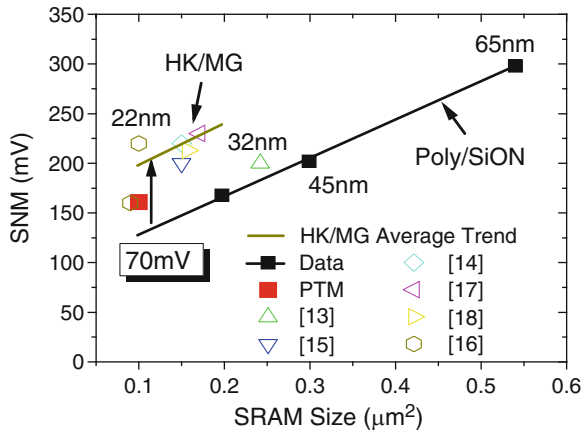 350
300
250
200
150
100
50
0
SNM (mV)
0.1
0.2
0.3
0.4
0.5
0.6
SRAM Size (μm²)
65nm
HK/MG
22nm
32nm
45nm
Poly/SiON
70mV
HK/MG Average Trend
Data
[14]
PTM
[17]
[13]
[18]
[15]
[16]